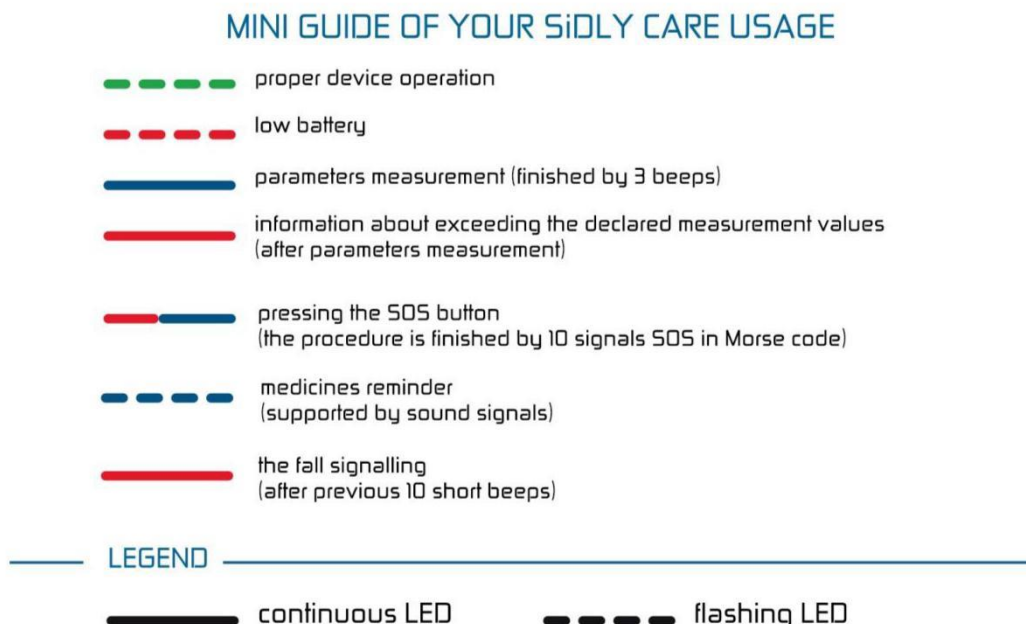 MINI GUIDE OF YOUR SiDLY CARE USAGE
proper device operation
low battery
parameters measurement (finished by 3 beeps)
information about exceeding the declared measurement values
(after parameters measurement)
pressing the SOS button
(the procedure is finished by 10 signals SOS in Morse code)
medicines reminder
(supported by sound signals)
the fall signalling
(after previous 10 short beeps)
LEGEND
continuous LED
flashing LED